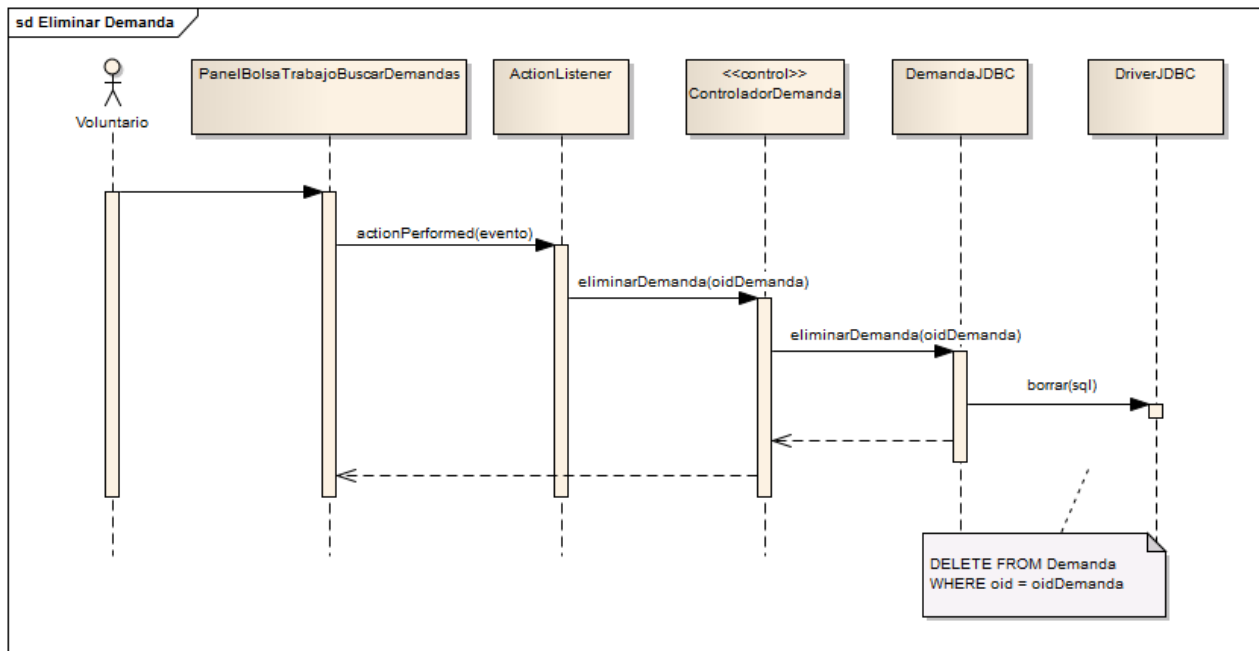 sd Eliminar Demanda
Voluntario
PanelBolsaTrabajoBuscarDemandas
ActionListener
<<control>>
ControladorDemanda
DemandaJDBC
DriverJDBC
actionPerformed(evento)
eliminarDemanda(oidDemanda)
eliminarDemanda(oidDemanda)
borrar(sql)
DELETE FROM Demanda
WHERE oid = oidDemanda